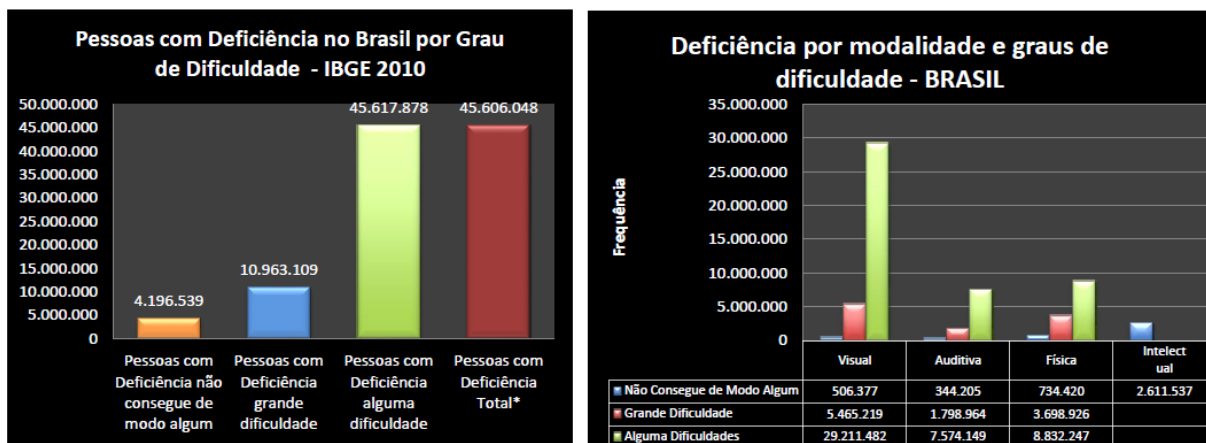 Pessoas com Deficiência no Brasil por Grau
de Dificuldade - IBGE 2010
50.000.000
45.000.000
40.000.000
35.000.000
30.000.000
25.000.000
20.000.000
15.000.000
10.000.000
5.000.000
0
4.196.539
10.963.109
45.617.878
45.606.048
Pessoas com
Deficiência não
consegue de
modo algum
Pessoas com
Deficiência
grande
dificuldade
Pessoas com
Deficiência
alguma
dificuldade
Pessoas com
Deficiência
Total*
Deficiência por modalidade e graus de
dificuldade - BRASIL
Frequência
35.000.000
30.000.000
25.000.000
20.000.000
15.000.000
10.000.000
5.000.000
0
Visual Auditiva Física Intelect
ual
Não Consegue de Modo Algum 506.377 344.205 734.420 2.611.537
Grande Dificuldade 5.465.219 1.798.964 3.698.926
Alguma Dificuldades 29.211.482 7.574.149 8.832.247